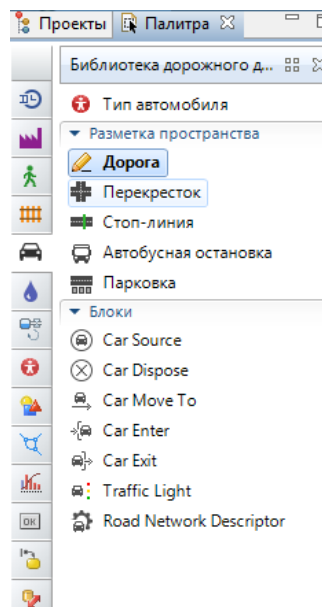 Проекты Палитра
Библиотека дорожного д...
Тип автомобиля
Разметка пространства
Дорога
Перекресток
Стоп-линия
Автобусная остановка
Парковка
Блоки
Car Source
Car Dispose
Car Move To
Car Enter
Car Exit
Traffic Light
Road Network Descriptor
OK